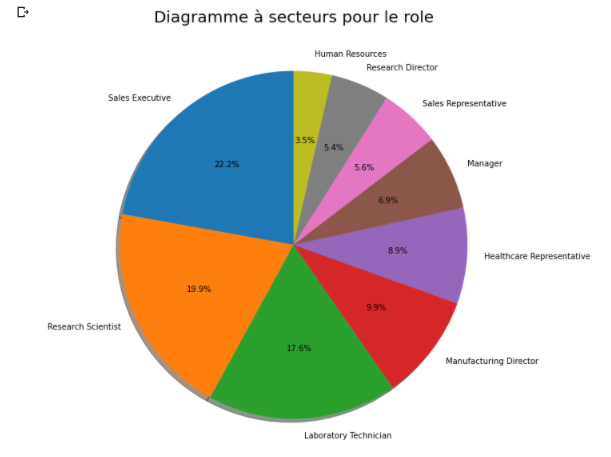 Diagramme à secteurs pour le role
Human Resources
Research Director
Sales Executive
Sales Representative
3.5%
5.4%
22.2%
5.6%
Manager
6.9%
8.9%
Healthcare Representative
19.9%
9.9%
Research Scientist
17.6%
Manufacturing Director
Laboratory Technician